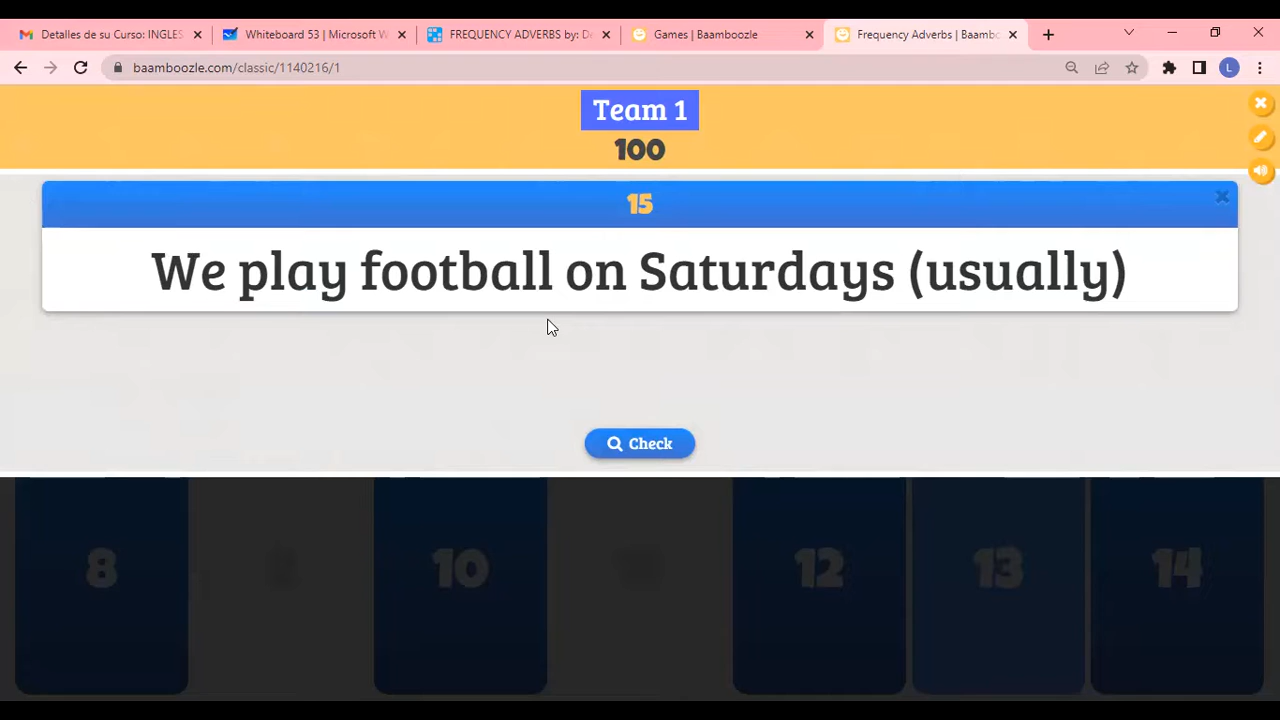 Detalles de su Curso: INGLES
Whiteboard 53 | Microsoft W
FREQUENCY ADVERBS by: De
Games | Baamboozle
Frequency Adverbs | Baambo
baamboozle.com/classic/1140216/1
L
Team 1
100
15
We play football on Saturdays (usually)
Check
8
10
12
13
14